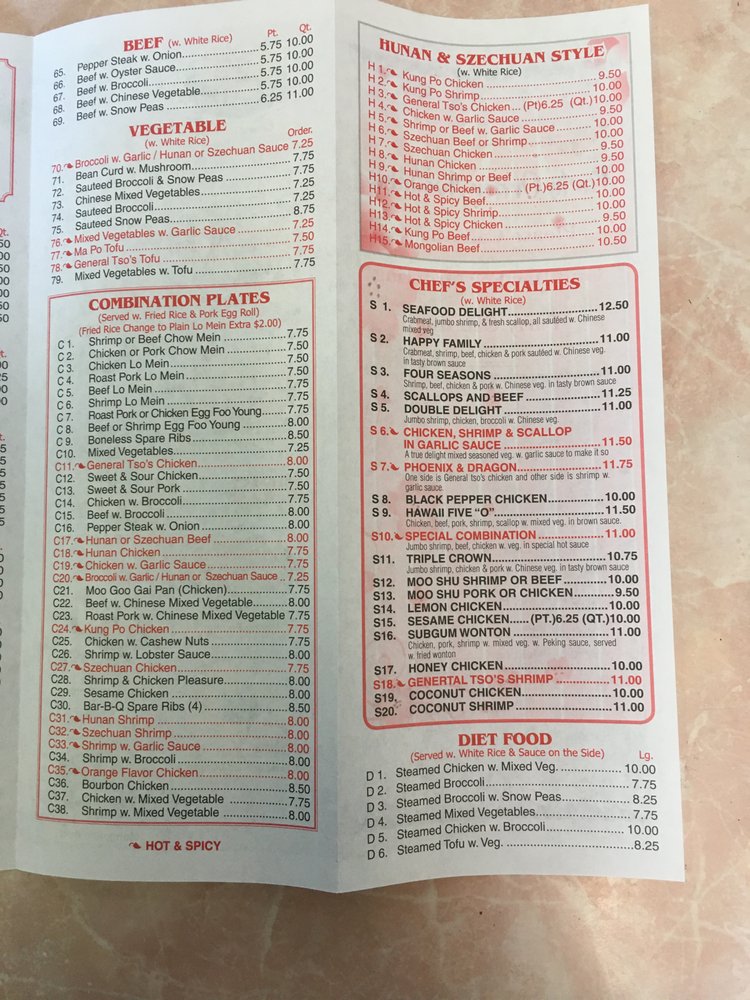 BEEF (w. White Rice) Pt. Qt.
65. Pepper Steak w. Onion 5.75 10.00
66. Beef w. Oyster Sauce 5.75 10.00
67. Beef w. Broccoli 5.75 10.00
68. Beef w. Chinese Vegetable 5.75 10.00
69. Beef w. Snow Peas 6.25 11.00
VEGETABLE
(w. White Rice) Order.
70. Broccoli w. Garlic / Hunan or Szechuan Sauce 7.25
71. Bean Curd w. Mushroom 7.75
72. Sauteed Broccoli & Snow Peas 7.75
73. Chinese Mixed Vegetables 7.25
74. Sauteed Broccoli 7.25
75. Sauteed Snow Peas 8.75
76. Mixed Vegetables w. Garlic Sauce 7.25
77. Ma Po Tofu 7.50
78. General Tso's Tofu 7.75
79. Mixed Vegetables w. Tofu 7.75
COMBINATION PLATES
(Served w. Fried Rice & Pork Egg Roll)
(Fried Rice Change to Plain Lo Mein Extra $2.00)
C 1. Shrimp or Beef Chow Mein 7.75
C 2. Chicken or Pork Chow Mein 7.50
C 3. Chicken Lo Mein 7.50
C 4. Roast Pork Lo Mein 7.50
C 5. Beef Lo Mein 7.75
C 6. Shrimp Lo Mein 7.75
C 7. Roast Pork or Chicken Egg Foo Young 7.75
C 8. Beef or Shrimp Egg Foo Young 8.00
C 9. Boneless Spare Ribs 8.50
C10. Mixed Vegetables 7.25
C11. General Tso's Chicken 8.00
C12. Sweet & Sour Chicken 7.50
C13. Sweet & Sour Pork 7.50
C14. Chicken w. Broccoli 7.75
C15. Beef w. Broccoli 8.00
C16. Pepper Steak w. Onion 8.00
C17. Hunan or Szechuan Beef 8.00
C18. Hunan Chicken 7.75
C19. Chicken w. Garlic Sauce 7.75
C20. Broccoli w. Garlic / Hunan or Szechuan Sauce 7.25
C21. Moo Goo Gai Pan (Chicken) 7.75
C22. Beef w. Chinese Mixed Vegetable 8.00
C23. Roast Pork w. Chinese Mixed Vegetable 7.75
C24. Kung Po Chicken 7.75
C25. Chicken w. Cashew Nuts 7.75
C26. Shrimp w. Lobster Sauce 8.00
C27. Szechuan Chicken 7.75
C28. Shrimp & Chicken Pleasure 8.00
C29. Sesame Chicken 8.00
C30. Bar-B-Q Spare Ribs (4) 8.50
C31. Hunan Shrimp 8.00
C32. Szechuan Shrimp 8.00
C33. Shrimp w. Garlic Sauce 8.00
C34. Shrimp w. Broccoli 8.00
C35. Orange Flavor Chicken 8.00
C36. Bourbon Chicken 8.50
C37. Chicken w. Mixed Vegetable 7.75
C38. Shrimp w. Mixed Vegetable 8.00
HOT & SPICY
HUNAN & SZECHUAN STYLE
(w. White Rice)
H 1. Kung Po Chicken 9.50
H 2. Kung Po Shrimp 10.00
H 3. General Tso's Chicken (Pt)6.25 (Qt.)10.00
H 4. Chicken w. Garlic Sauce 9.50
H 5. Shrimp or Beef w. Garlic Sauce 10.00
H 6. Szechuan Beef or Shrimp 10.00
H 7. Szechuan Chicken 9.50
H 8. Hunan Chicken 9.50
H 9. Hunan Shrimp or Beef 10.00
H10. Orange Chicken (Pt.)6.25 (Qt.)10.00
H11. Hot & Spicy Beef 10.00
H12. Hot & Spicy Shrimp 10.00
H13. Hot & Spicy Chicken 9.50
H14. Kung Po Beef 10.00
H15. Mongolian Beef 10.50
CHEF'S SPECIALTIES
(w. White Rice)
S 1. SEAFOOD DELIGHT 12.50
Crabmeat, jumbo shrimp, & fresh scallop, all sautéed w. Chinese
mixed veg
S 2. HAPPY FAMILY 11.00
Crabmeat, shrimp, beef, chicken & pork sautéed w. Chinese veg.
in tasty brown sauce
S 3. FOUR SEASONS 11.00
Shrimp, beef, chicken & pork w. Chinese veg. in tasty brown sauce
S 4. SCALLOPS AND BEEF 11.25
S 5. DOUBLE DELIGHT 11.00
Jumbo shrimp, chicken, broccoli w. Chinese veg.
S 6. CHICKEN, SHRIMP & SCALLOP
IN GARLIC SAUCE 11.50
A true delight mixed seasoned veg. w. garlic sauce to make it so
S 7. PHOENIX & DRAGON 11.75
One side is General tso's chicken and other side is shrimp w.
garlic sauce
S 8. BLACK PEPPER CHICKEN 10.00
S 9. HAWAII FIVE "O" 11.50
Chicken, beef, pork, shrimp, scallop w. mixed veg. in brown sauce.
S10. SPECIAL COMBINATION 11.00
Jumbo shrimp, beef, chicken w. veg. in special hot sauce
S11. TRIPLE CROWN 10.75
Jumbo shrimp, chicken & pork w. Chinese veg. in tasty brown sauce
S12. MOO SHU SHRIMP OR BEEF 10.00
S13. MOO SHU PORK OR CHICKEN 9.50
S14. LEMON CHICKEN 10.00
S15. SESAME CHICKEN (PT.)6.25 (QT.)10.00
S16. SUBGUM WONTON 11.00
Chicken, pork, shrimp w. mixed veg. w. Peking sauce, served
w. fried wonton
S17. HONEY CHICKEN 10.00
S18. GENERTAL TSO'S SHRIMP 11.00
S19. COCONUT CHICKEN 10.00
S20. COCONUT SHRIMP 11.00
DIET FOOD
(Served w. White Rice & Sauce on the Side) Lg.
D 1. Steamed Chicken w. Mixed Veg. 10.00
D 2. Steamed Broccoli 7.75
D 3. Steamed Broccoli w. Snow Peas 8.25
D 4. Steamed Mixed Vegetables 7.75
D 5. Steamed Chicken w. Broccoli 10.00
D 6. Steamed Tofu w. Veg. 8.25